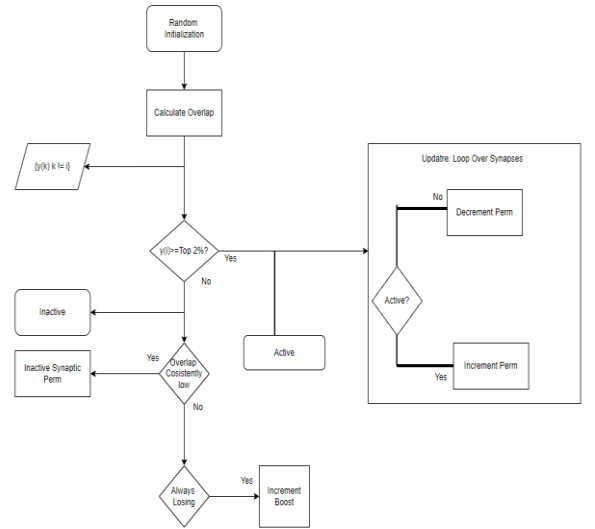 Random
Initialization
Calculate Overlap
{y(k) k != i}
Updatre: Loop Over Synapses
No
Decrement Perm
y(i)>=Top 2%?
Yes
No
Active?
Inactive
Active
Yes
Overlap
Cosistently
low
Inactive Synaptic
Perm
Increment Perm
Yes
No
Always
Losing
Yes
Increment
Boost